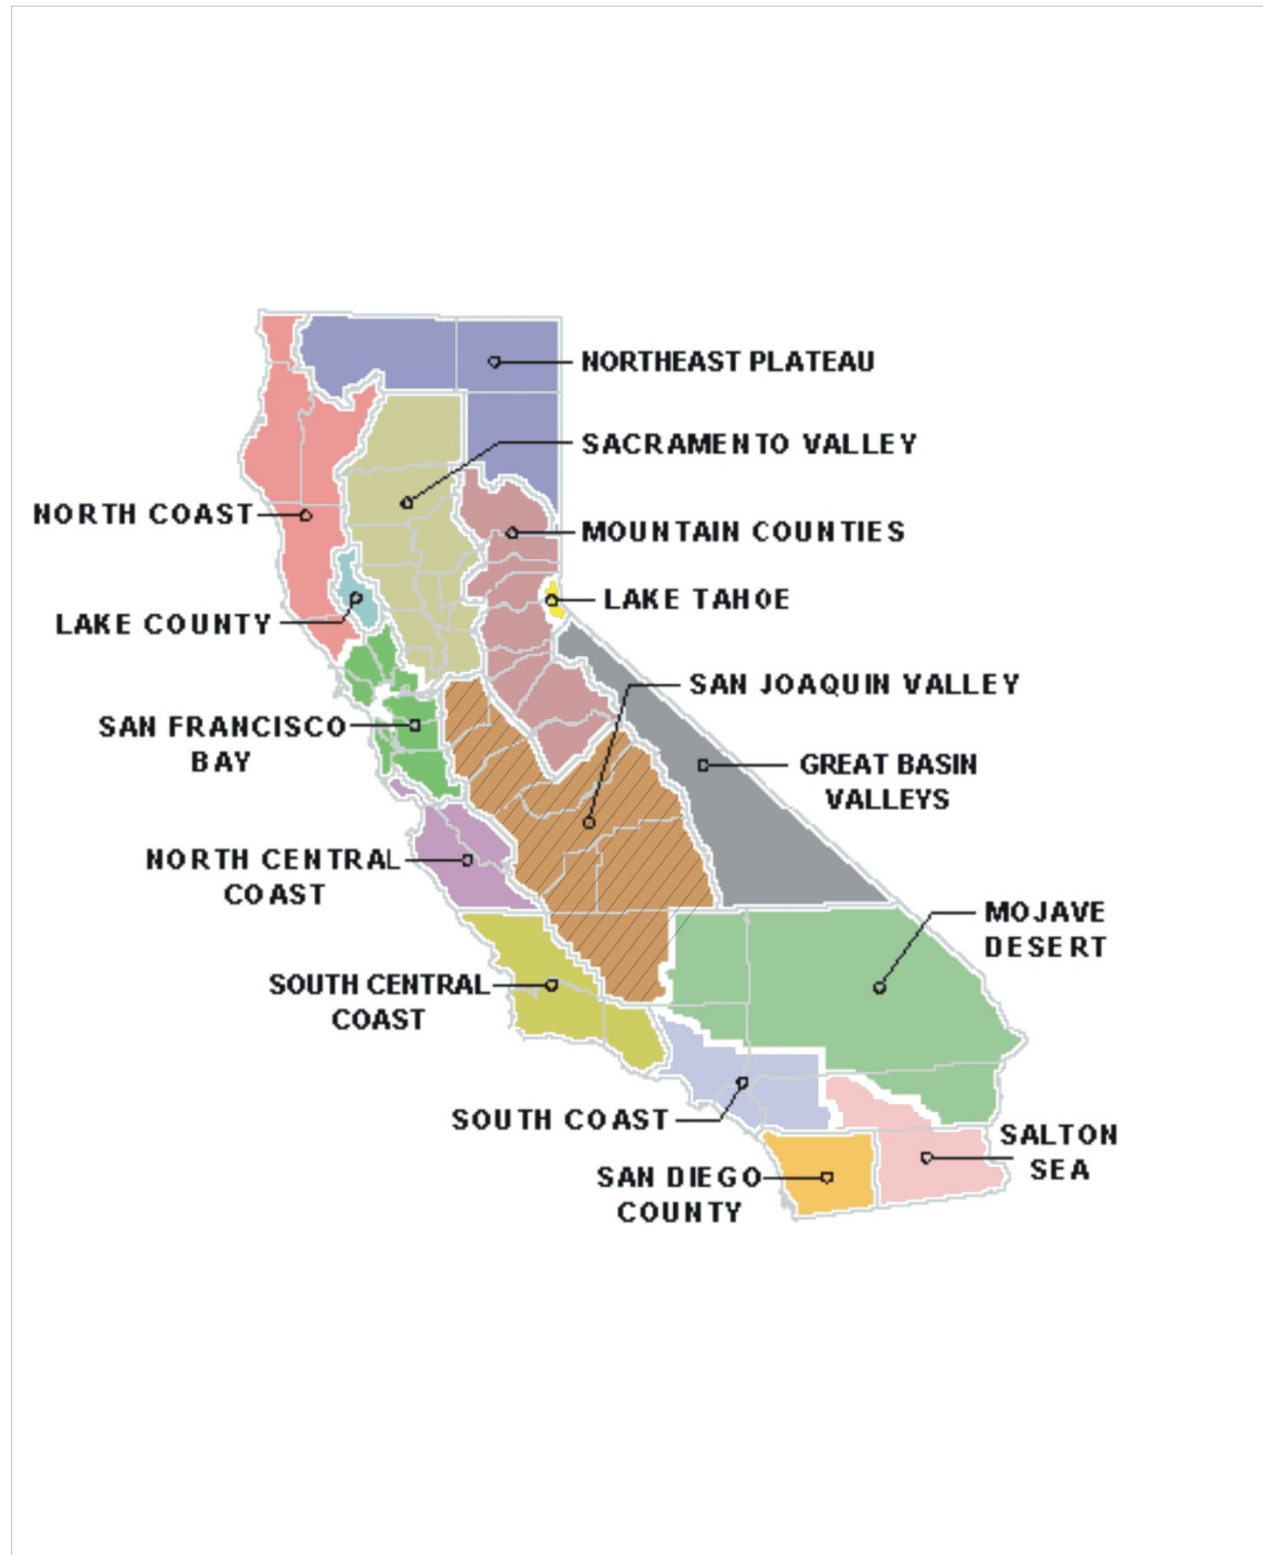 NORTHEAST PLATEAU
SACRAMENTO VALLEY
NORTH COAST
MOUNTAIN COUNTIES
LAKE TAHOE
LAKE COUNTY
SAN JOAQUIN VALLEY
SAN FRANCISCO
BAY
GREAT BASIN
VALLEYS
NORTH CENTRAL
COAST
MOJAVE
DESERT
SOUTH CENTRAL
COAST
SOUTH COAST
SALTON
SEA
SAN DIEGO
COUNTY